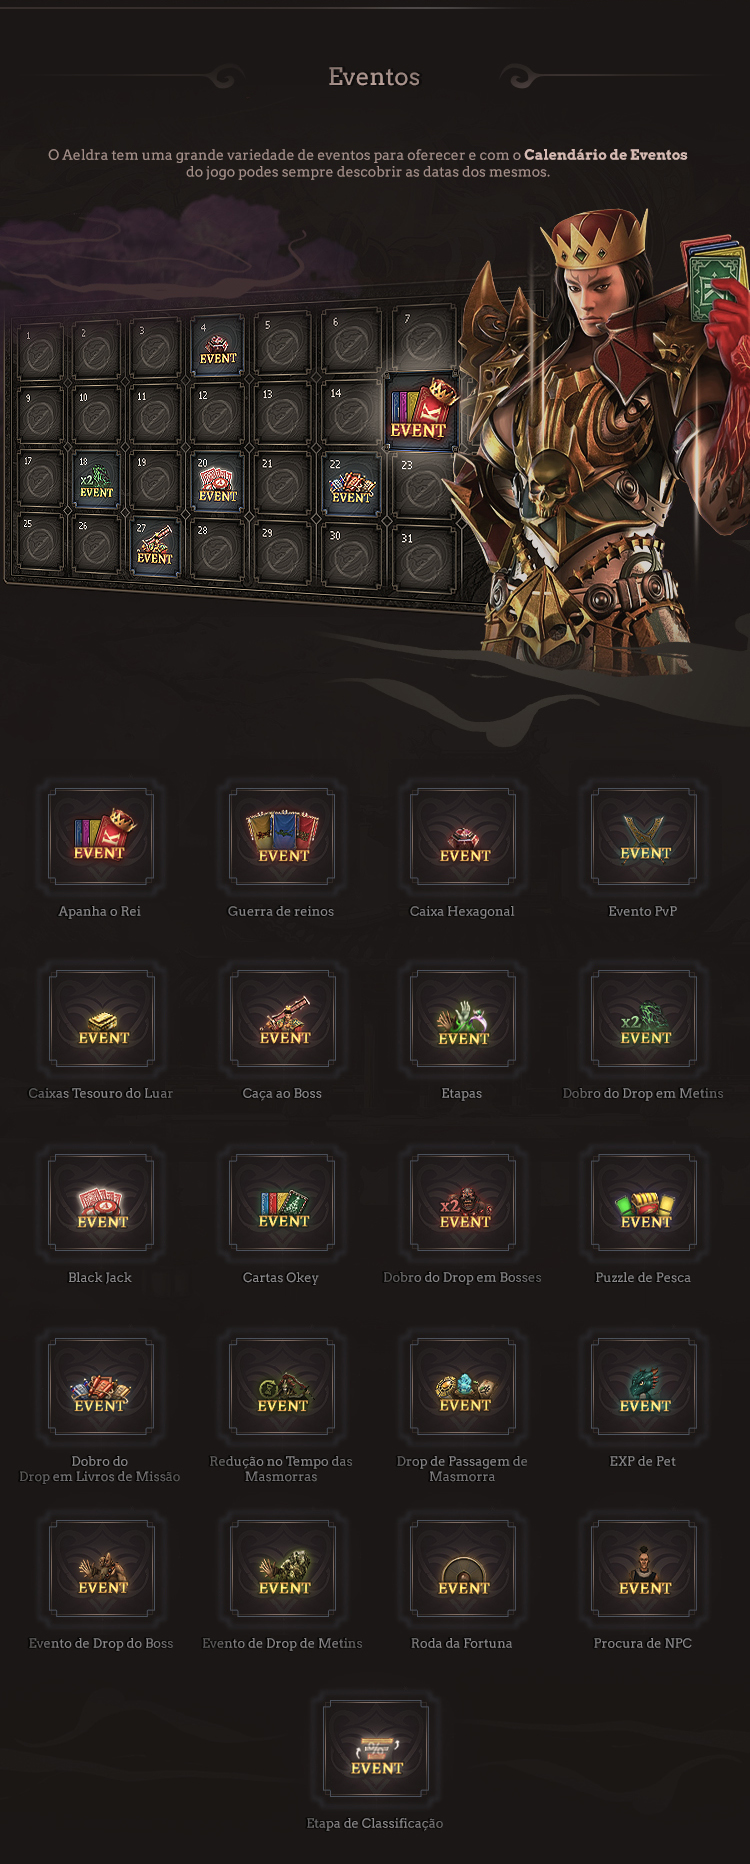 Eventos
O Aeldra tem uma grande variedade de eventos para oferecer e com o Calendário de Eventos
do jogo podes sempre descobrir as datas dos mesmos.
1 2 3 4 5 6 7
EVENT
9 10 11 12 13 14
K
EVENT
17 18 19 20 21 22 23
x2
EVENT EVENT EVENT
25 26 27 28 29 30 31
EVENT
K
EVENT EVENT EVENT EVENT
Apanha o Rei Guerra de reinos Caixa Hexagonal Evento PvP
x2
EVENT EVENT EVENT EVENT
Caixas Tesouro do Luar Caça ao Boss Etapas Dobro do Drop em Metins
x2
EVENT EVENT EVENT EVENT
Black Jack Cartas Okey Dobro do Drop em Bosses Puzzle de Pesca
EVENT EVENT EVENT EVENT
Dobro do Redução no Tempo das Drop de Passagem de EXP de Pet
Drop em Livros de Missão Masmorras Masmorra
EVENT EVENT EVENT EVENT
Evento de Drop do Boss Evento de Drop de Metins Roda da Fortuna Procura de NPC
EVENT
Etapa de Classificação